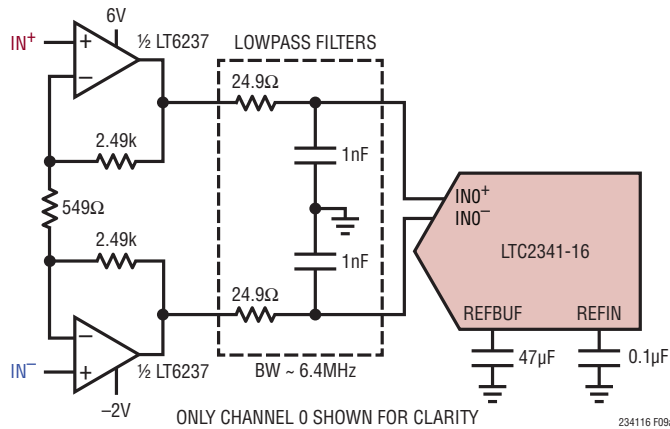 6V
IN+
½ LT6237
+
–
LOWPASS FILTERS
24.9Ω
2.49k
1nF
549Ω
IN0+
IN0–
LTC2341-16
2.49k
1nF
24.9Ω
REFBUF
REFIN
–
+
IN–
½ LT6237
BW ~ 6.4MHz
47µF
0.1µF
–2V
ONLY CHANNEL 0 SHOWN FOR CLARITY